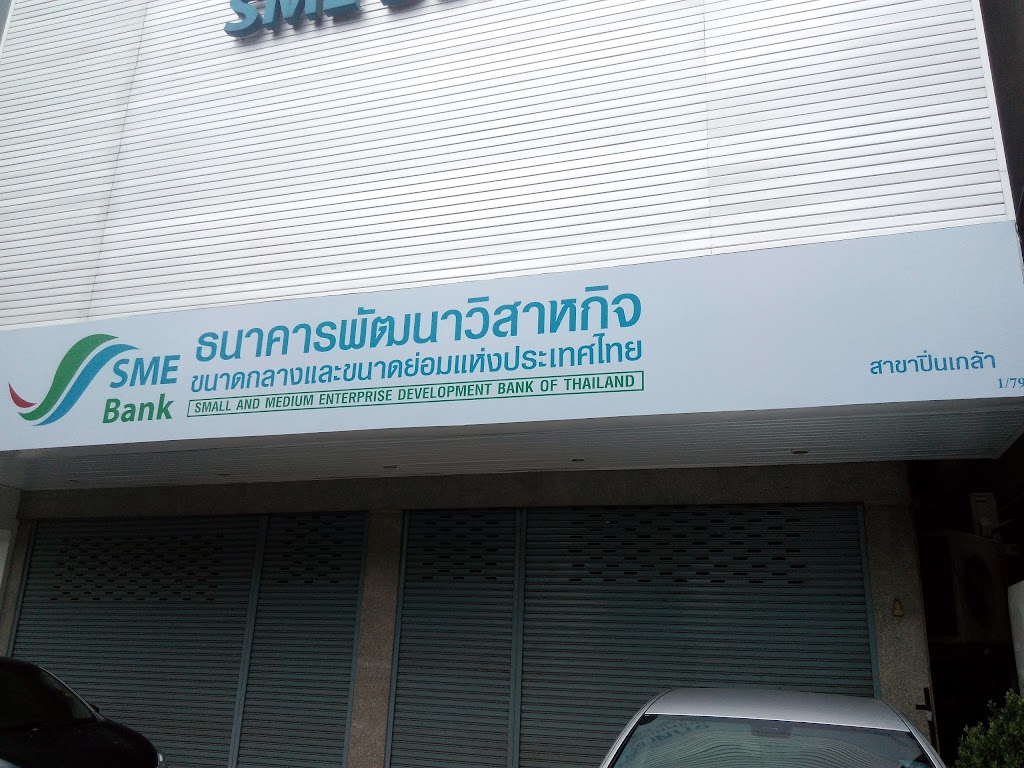 SME
SME
Bank
ธนาคารพัฒนาวิสาหกิจ
ขนาดกลางและขนาดย่อมแห่งประเทศไทย
SMALL AND MEDIUM ENTERPRISE DEVELOPMENT BANK OF THAILAND
สาขาปิ่นเกล้า
1/79